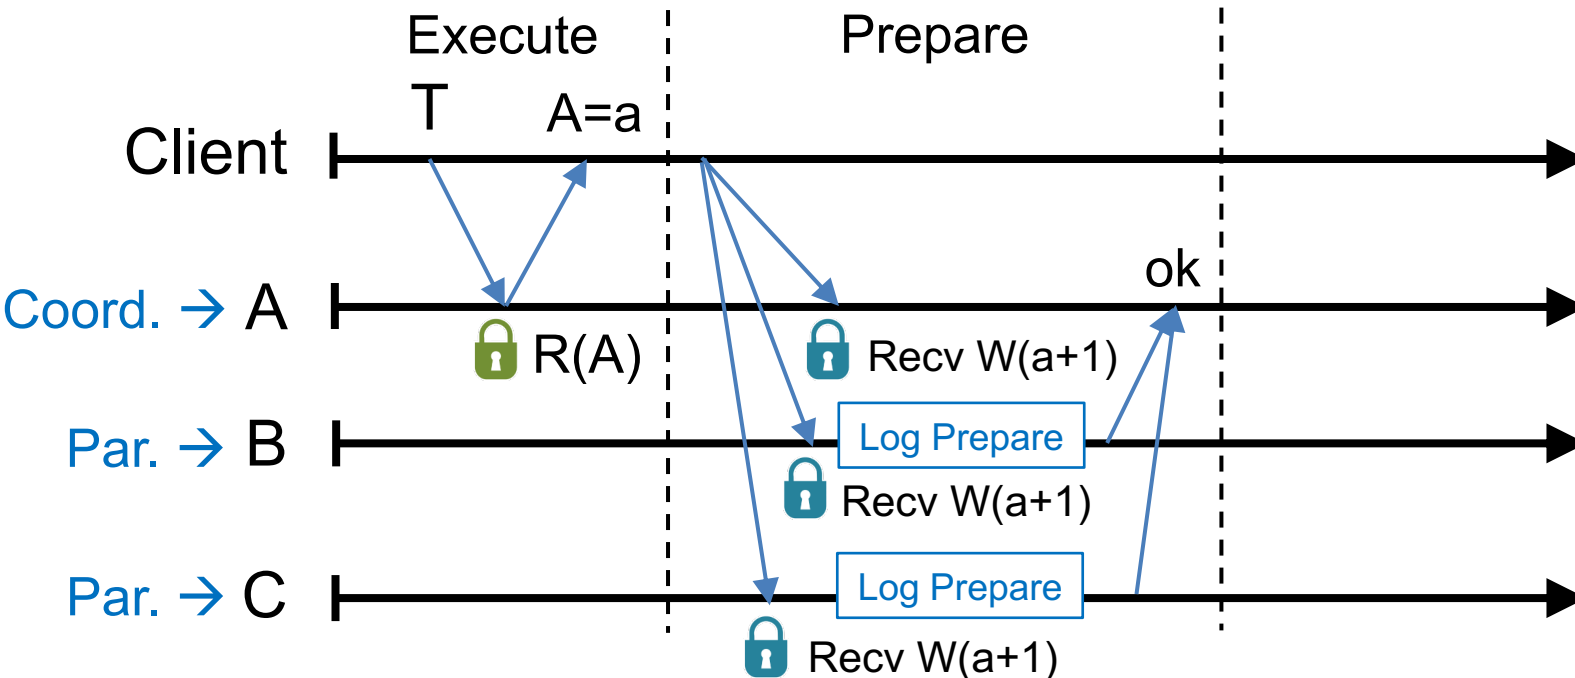 Execute
Prepare
T
A=a
Client
ok
Coord. → A
R(A)
Recv W(a+1)
Par. → B
Log Prepare
Recv W(a+1)
Par. → C
Log Prepare
Recv W(a+1)